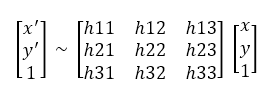 x′ h11 h12 h13 x
y′ ~ h21 h22 h23 y
1 h31 h32 h33 1